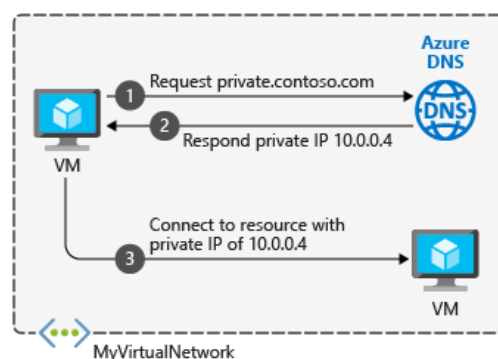 Azure
DNS
1
Request private.contoso.com
DNS
2
Respond private IP 10.0.0.4
VM
Connect to resource with
private IP of 10.0.0.4
3
VM
MyVirtualNetwork